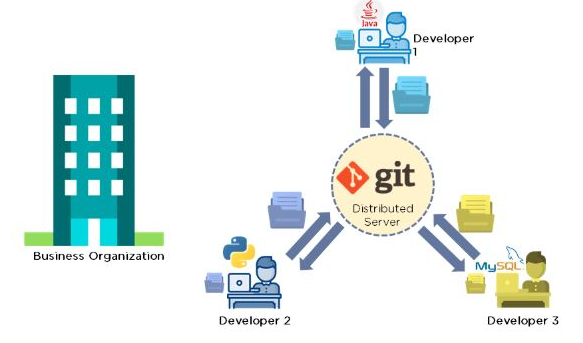 Java
Developer
1
git
Distributed
Server
Business Organization
MySQL
Developer 2
Developer 3